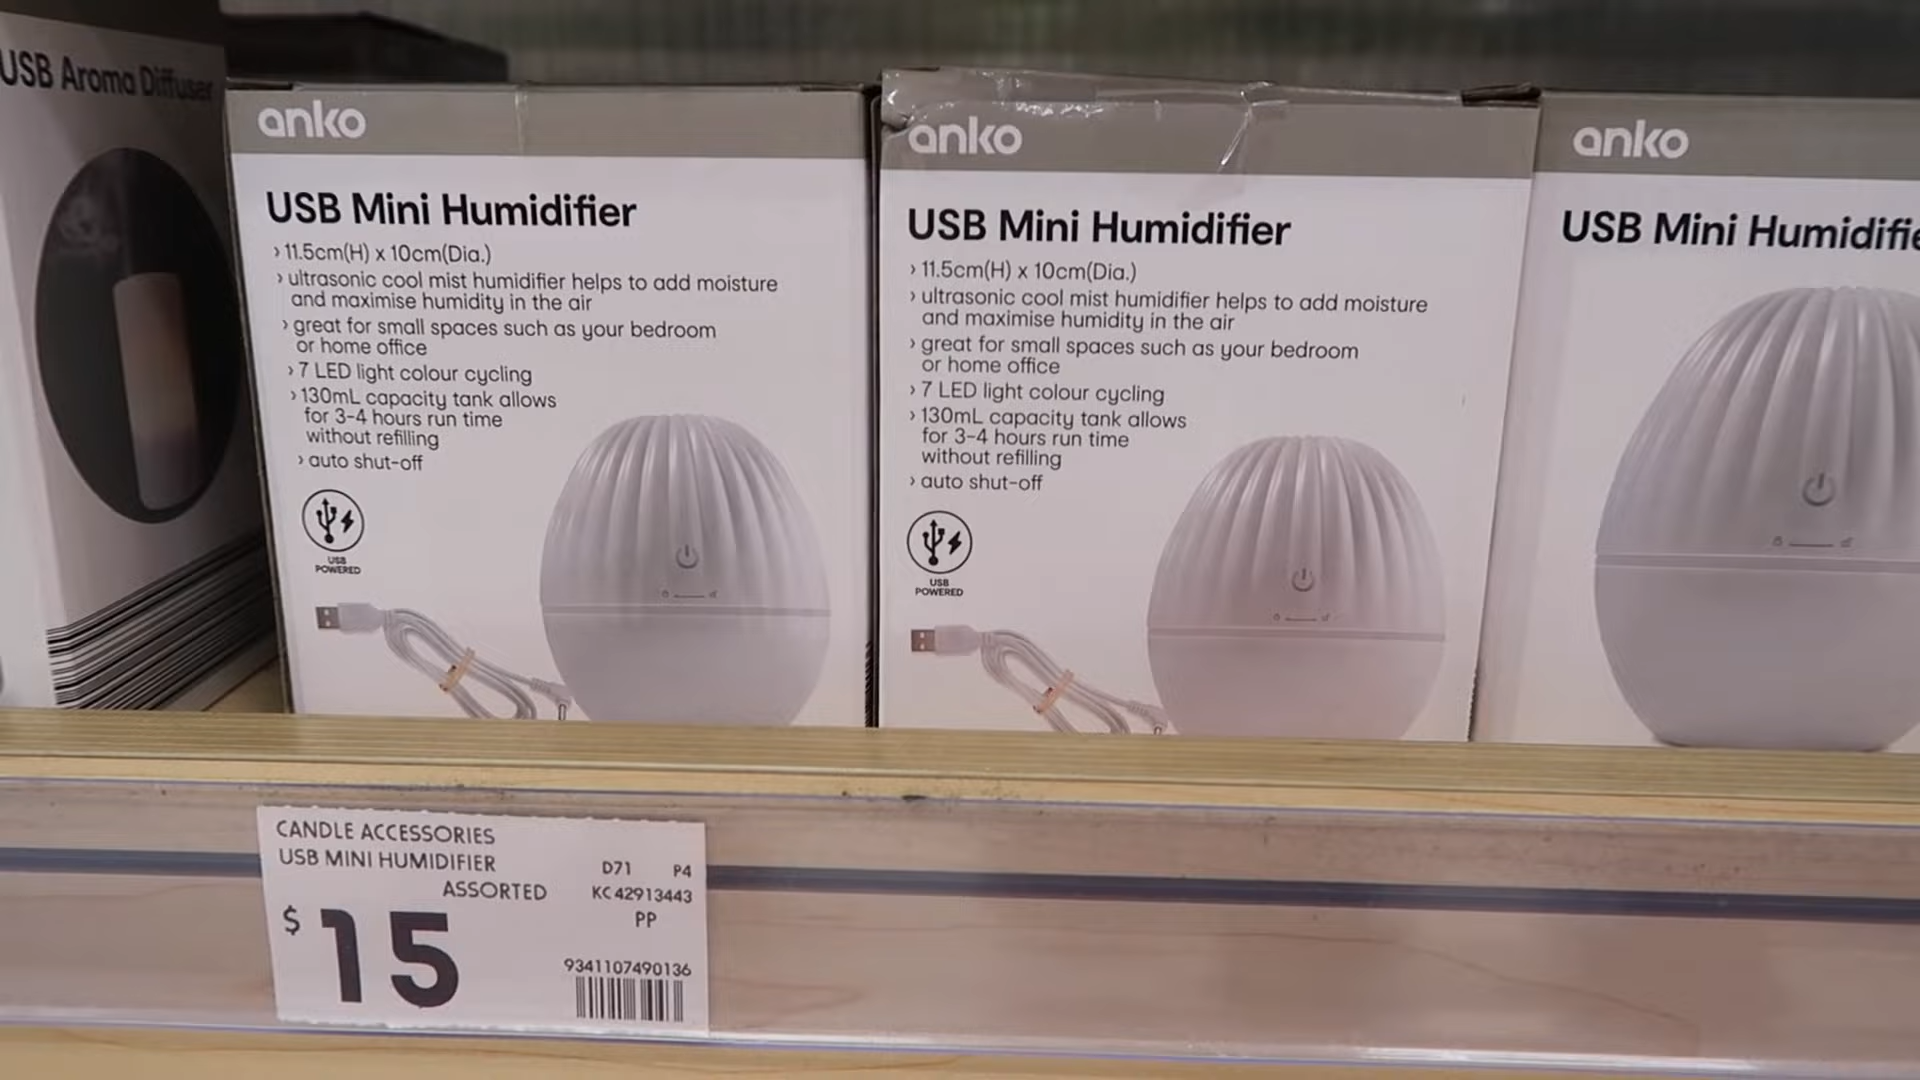 USB Aroma Diffuser
anko
USB Mini Humidifier
› 11.5cm(H) x 10cm(Dia.)
› ultrasonic cool mist humidifier helps to add moisture
and maximise humidity in the air
› great for small spaces such as your bedroom
or home office
› 7 LED light colour cycling
› 130mL capacity tank allows
for 3-4 hours run time
without refilling
› auto shut-off
USB
POWERED
anko
USB Mini Humidifier
› 11.5cm(H) x 10cm(Dia.)
› ultrasonic cool mist humidifier helps to add moisture
and maximise humidity in the air
› great for small spaces such as your bedroom
or home office
› 7 LED light colour cycling
› 130mL capacity tank allows
for 3-4 hours run time
without refilling
› auto shut-off
USB
POWERED
anko
USB Mini Humidifie
CANDLE ACCESSORIES
USB MINI HUMIDIFIER
ASSORTED
D71 P4
KC42913443
PP
$15
9341107490136